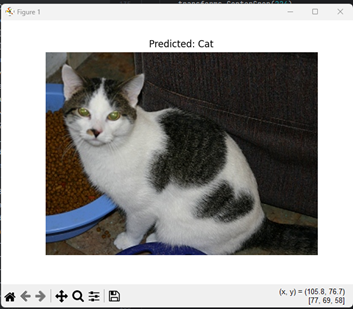 Figure 1
Predicted: Cat
(x, y) = (105.8, 76.7)
[77, 69, 58]